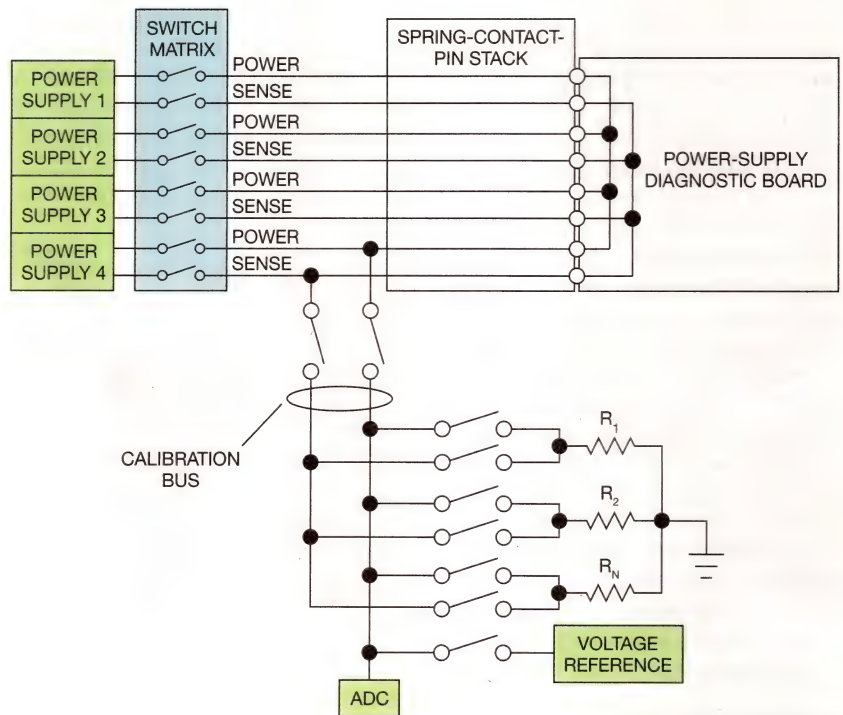 SWITCH
MATRIX
SPRING-CONTACT-
PIN STACK
POWER
SUPPLY 1
POWER
SENSE
POWER
SUPPLY 2
POWER
SENSE
POWER
SUPPLY 3
POWER
SENSE
POWER
SUPPLY 4
POWER
SENSE
POWER-SUPPLY
DIAGNOSTIC BOARD
CALIBRATION
BUS
R1
R2
RN
VOLTAGE
REFERENCE
ADC